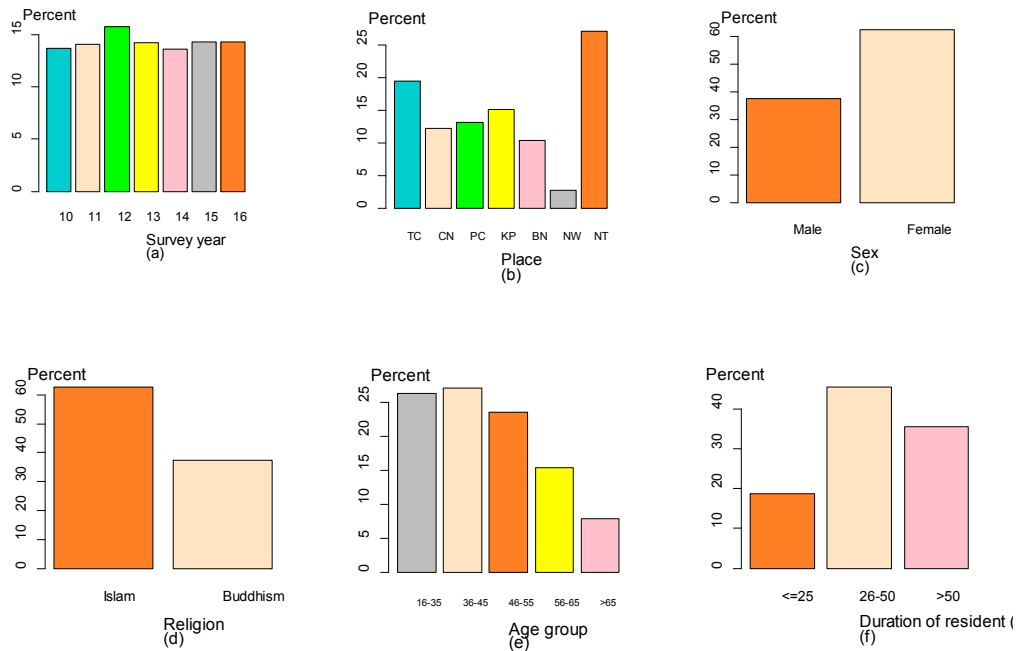 Percent
0
5
10
15
10 11 12 13 14 15 16
Survey year
(a)
Percent
0
5
10
15
20
25
TC CN PC KP BN NW NT
Place
(b)
Percent
0
10
20
30
40
50
60
Male Female
Sex
(c)
Percent
0
10
20
30
40
50
60
Islam Buddhism
Religion
(d)
Percent
0
5
10
15
20
25
16-35 36-45 46-55 56-65 >65
Age group
(e)
Percent
0
10
20
30
40
<=25 26-50 >50
Duration of resident (
(f)